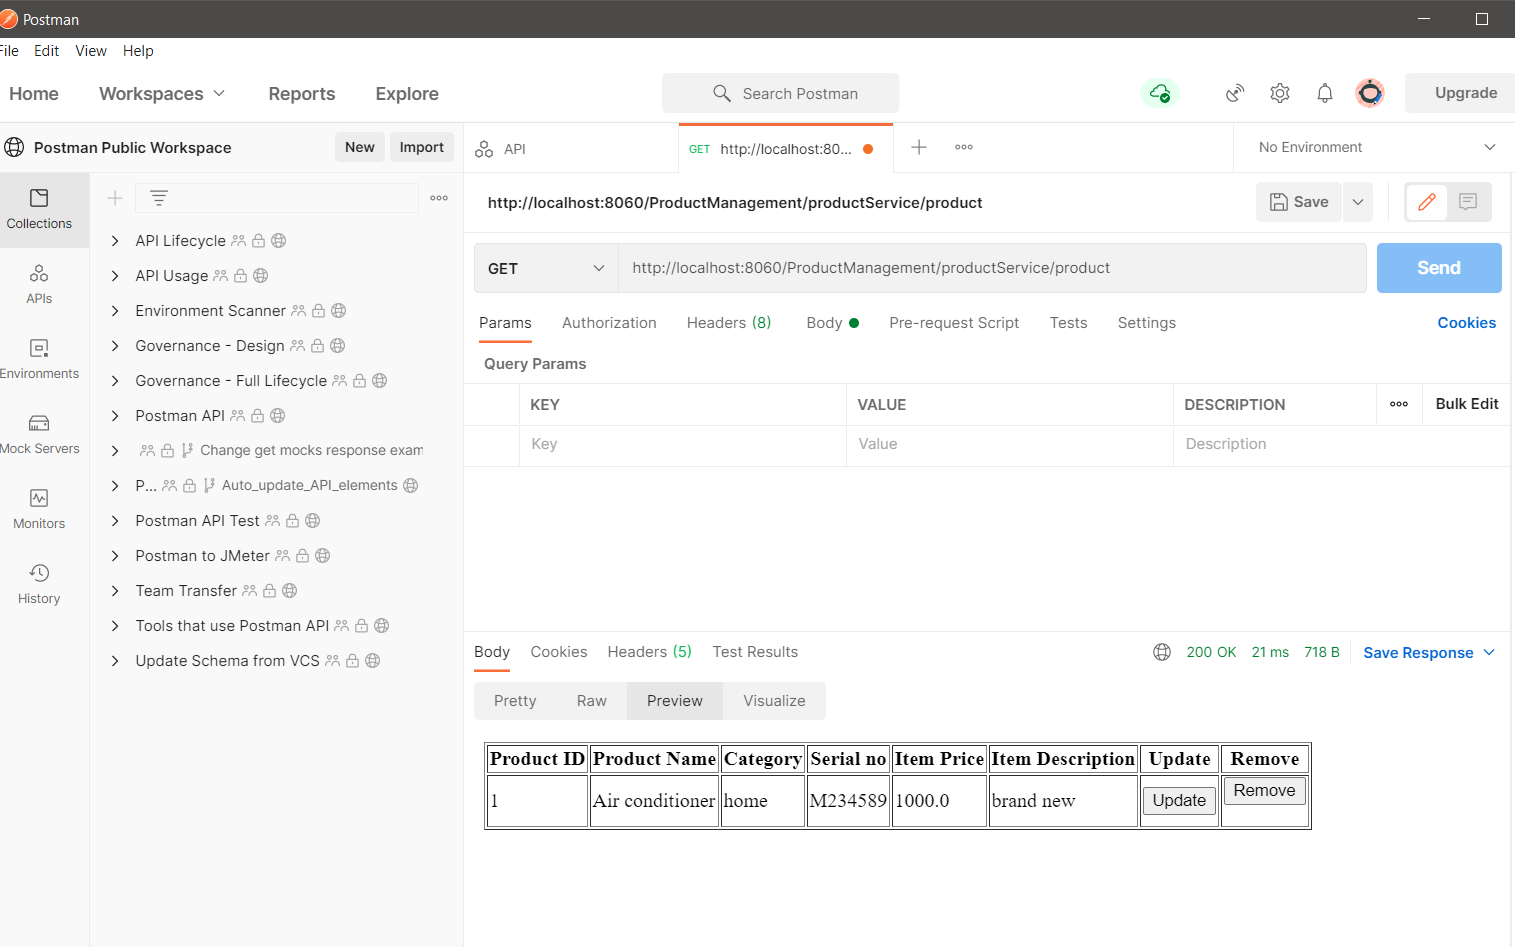 Postman
File Edit View Help
Home Workspaces Reports Explore
Search Postman
Upgrade
Postman Public Workspace
New Import
API
GET http://localhost:80...
No Environment
Collections
APIs
Environments
Mock Servers
Monitors
History
API Lifecycle
API Usage
Environment Scanner
Governance - Design
Governance - Full Lifecycle
Postman API
Change get mocks response exam
P... Auto_update_API_elements
Postman API Test
Postman to JMeter
Team Transfer
Tools that use Postman API
Update Schema from VCS
http://localhost:8060/ProductManagement/productService/product
Save
GET http://localhost:8060/ProductManagement/productService/product
Send
Params Authorization Headers (8) Body Pre-request Script Tests Settings Cookies
Query Params
KEY VALUE DESCRIPTION Bulk Edit
Key Value Description
Body Cookies Headers (5) Test Results 200 OK 21 ms 718 B Save Response
Pretty Raw Preview Visualize
Product ID Product Name Category Serial no Item Price Item Description Update Remove
1 Air conditioner home M234589 1000.0 brand new Update Remove